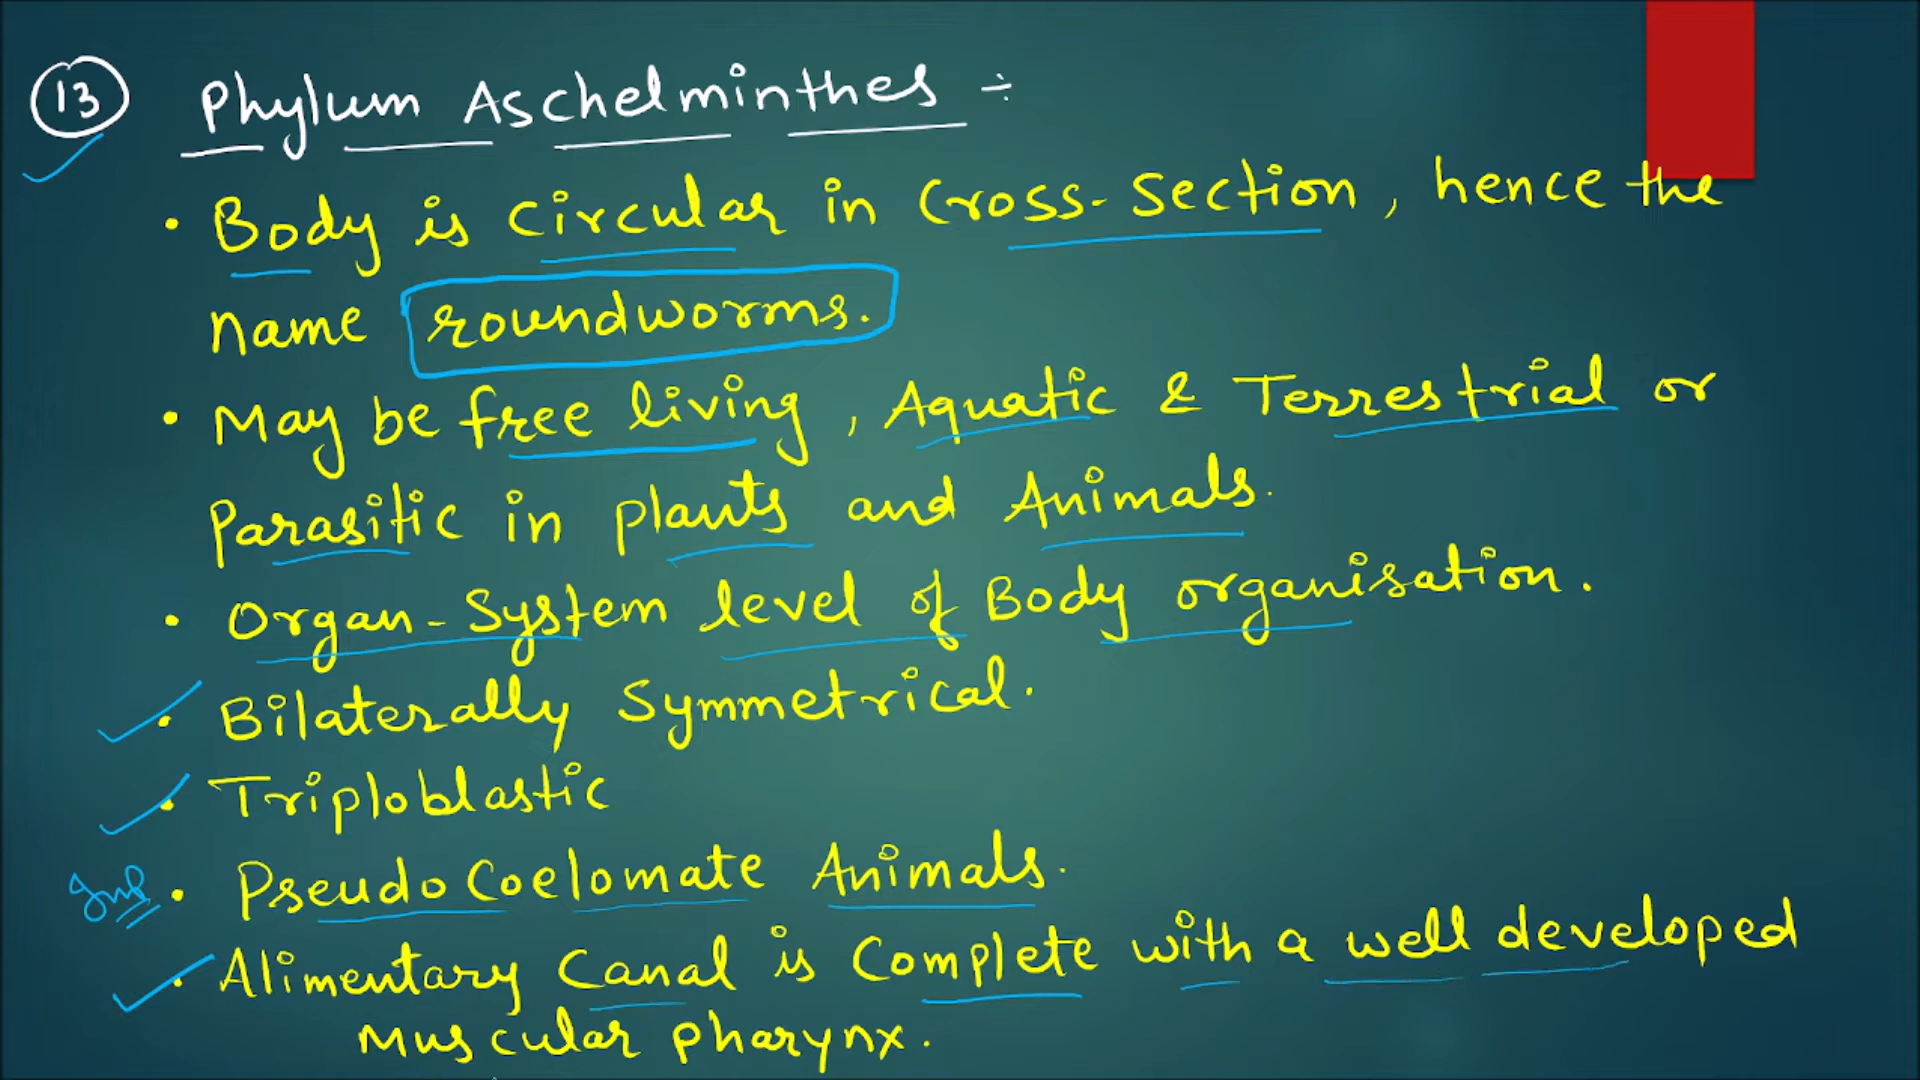 13 Phylum Aschelminthes ÷
• Body is circular in Cross-Section, hence the
name roundworms.
• May be free living, Aquatic & Terrestrial or
Parasitic in plants and Animals.
• Organ-System level of Body organisation.
• Bilaterally Symmetrical.
• Triploblastic
Imp • PseudoCoelomate Animals.
• Alimentary Canal is Complete with a well developed
Muscular pharynx.